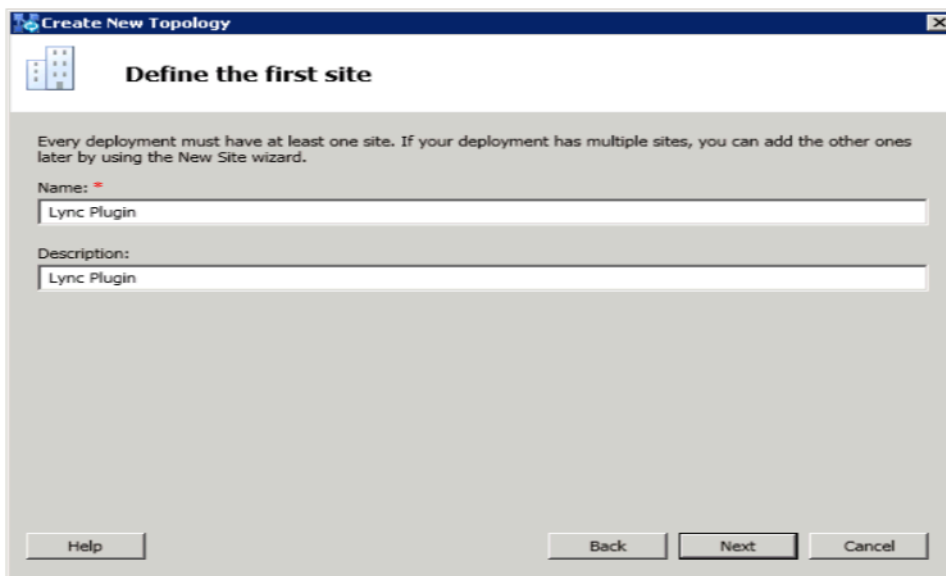 Create New Topology
Define the first site
Every deployment must have at least one site. If your deployment has multiple sites, you can add the other ones
later by using the New Site wizard.
Name: *
Lync Plugin
Description:
Lync Plugin
Help Back Next Cancel